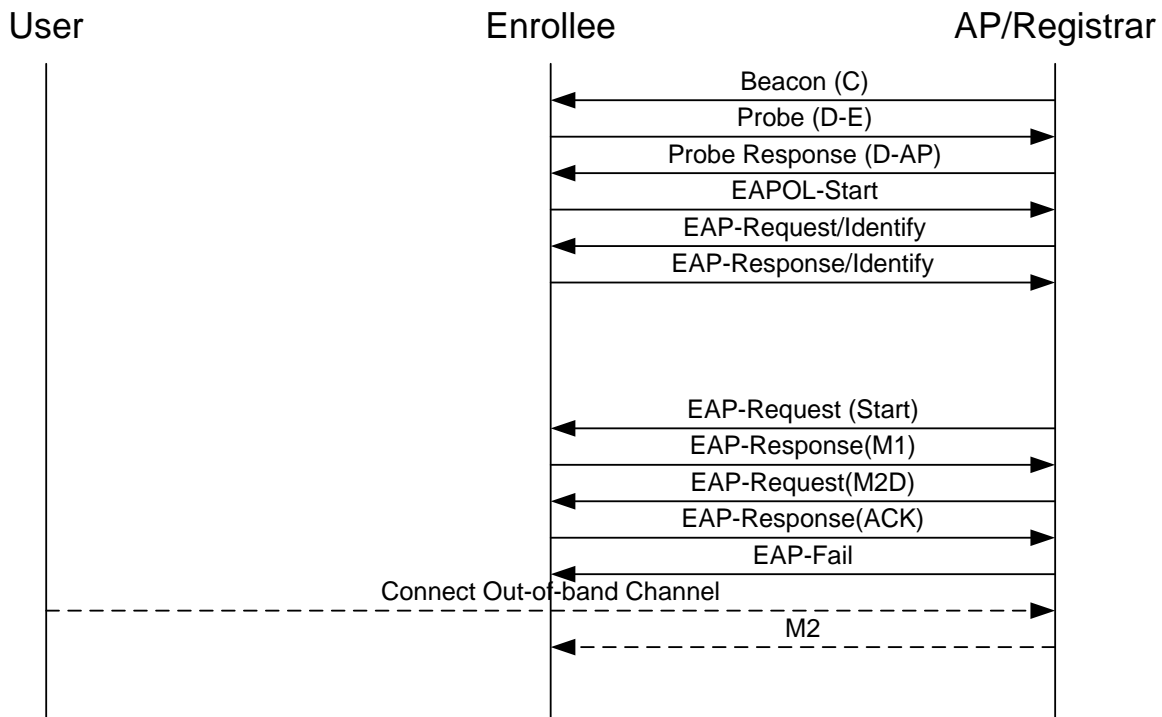 User
Enrollee
AP/Registrar
Beacon (C)
Probe (D-E)
Probe Response (D-AP)
EAPOL-Start
EAP-Request/Identify
EAP-Response/Identify
EAP-Request (Start)
EAP-Response(M1)
EAP-Request(M2D)
EAP-Response(ACK)
EAP-Fail
Connect Out-of-band Channel
M2